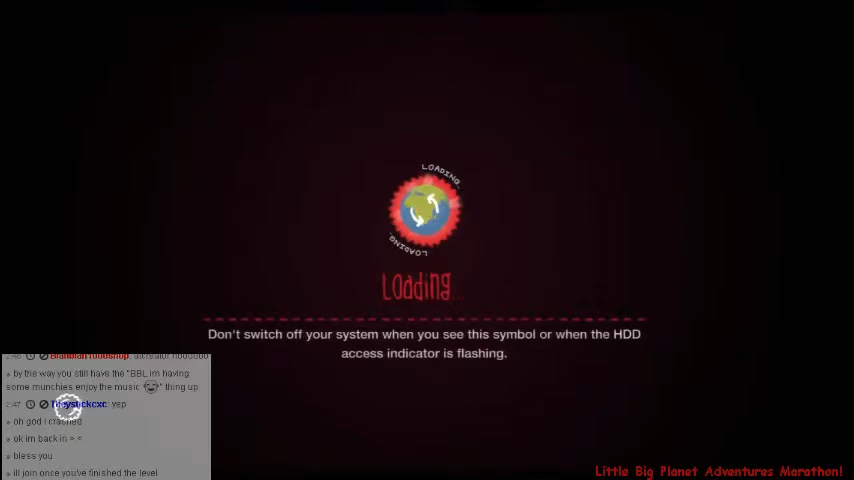 LOADING.
LOADING.
Loading...
Don't switch off your system when you see this symbol or when the HDD
access indicator is flashing.
» by the way you still have the "BBL im having
some munchies enjoy the music thing up.
2:47 yep
» oh god i crashed
» ok im back in > <
» bless you
» ill join once you've finished the level
Little Big Planet Adventures Marathon!